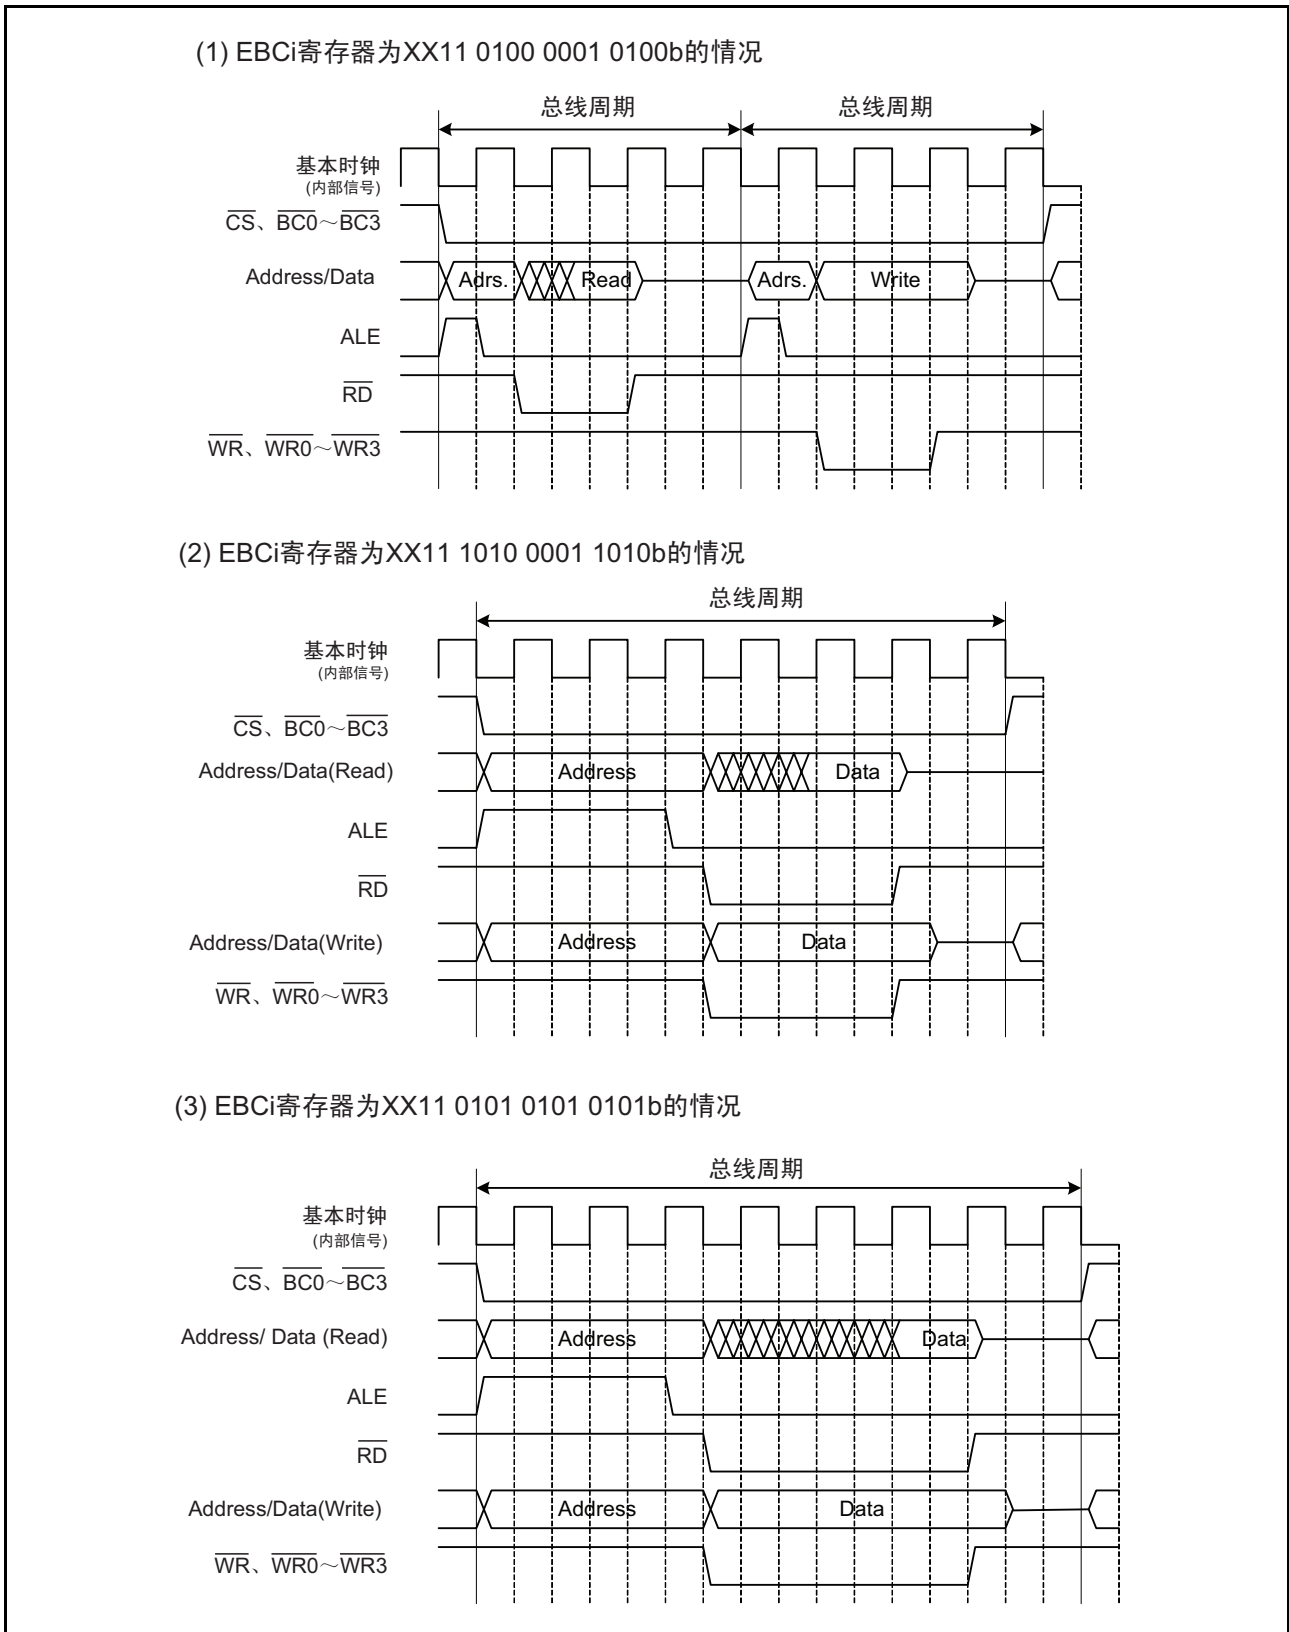 (1) EBCi寄存器为XX11 0100 0001 0100b的情况
总线周期 总线周期
基本时钟
(内部信号)
CS、BC0～BC3
Address/Data Adrs. Read Adrs. Write
ALE
RD
WR、WR0～WR3
(2) EBCi寄存器为XX11 1010 0001 1010b的情况
总线周期
基本时钟
(内部信号)
CS、BC0～BC3
Address/Data(Read) Address Data
ALE
RD
Address/Data(Write) Address Data
WR、WR0～WR3
(3) EBCi寄存器为XX11 0101 0101 0101b的情况
总线周期
基本时钟
(内部信号)
CS、BC0～BC3
Address/ Data (Read) Address Data
ALE
RD
Address/Data(Write) Address Data
WR、WR0～WR3